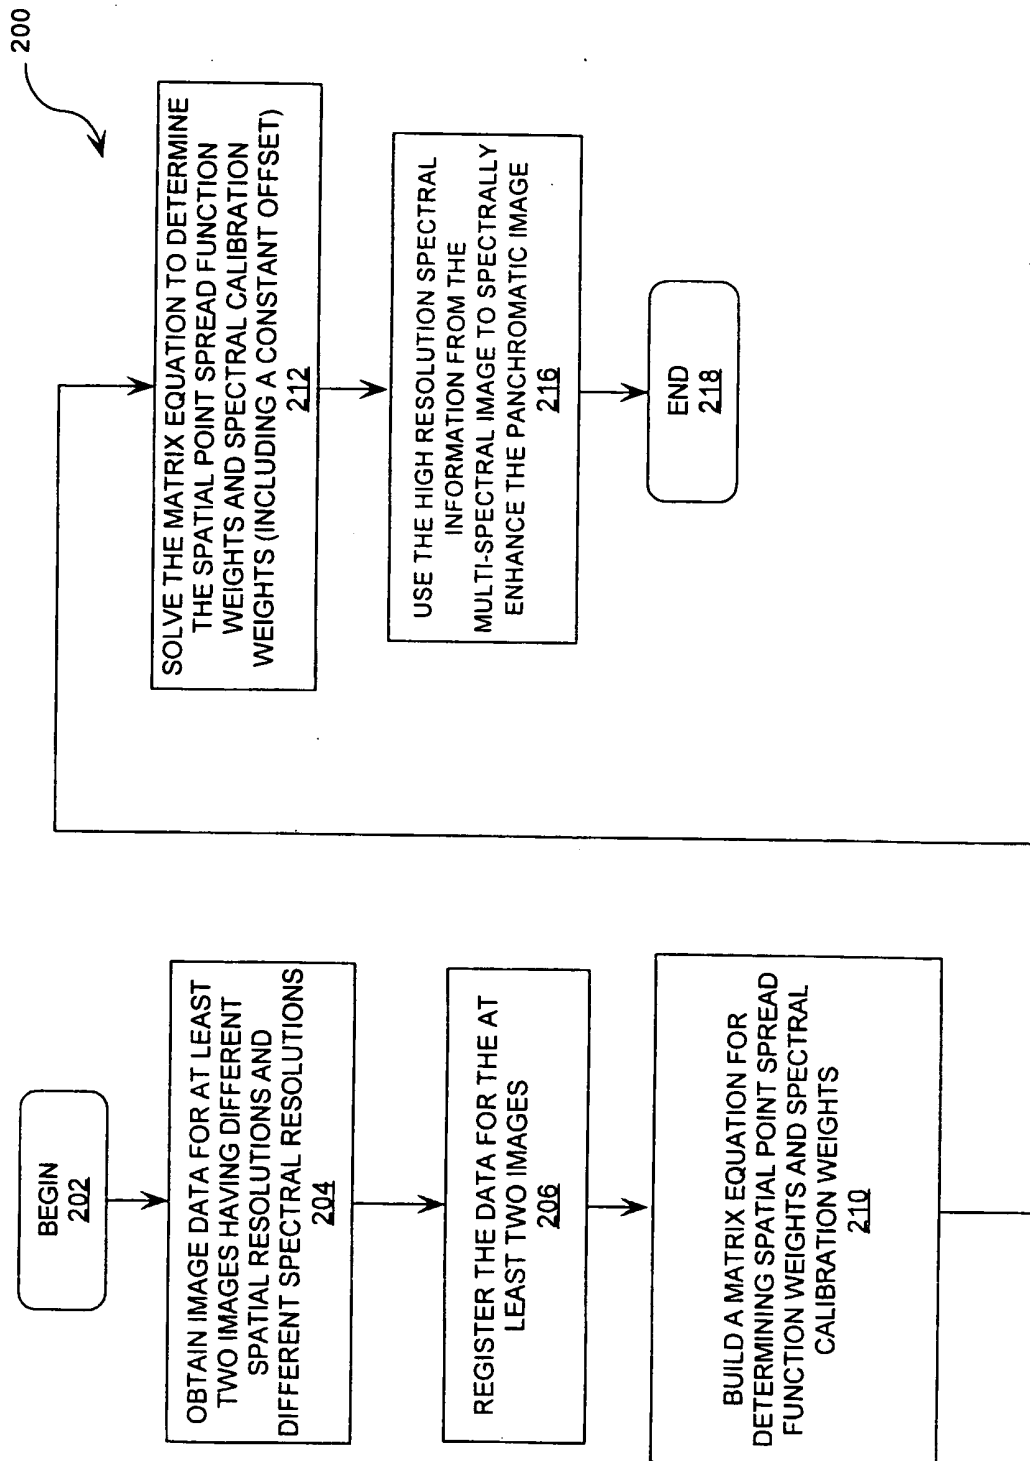 200
BEGIN
202
OBTAIN IMAGE DATA FOR AT LEAST
TWO IMAGES HAVING DIFFERENT
SPATIAL RESOLUTIONS AND
DIFFERENT SPECTRAL RESOLUTIONS
204
REGISTER THE DATA FOR THE AT
LEAST TWO IMAGES
206
BUILD A MATRIX EQUATION FOR
DETERMINING SPATIAL POINT SPREAD
FUNCTION WEIGHTS AND SPECTRAL
CALIBRATION WEIGHTS
210
SOLVE THE MATRIX EQUATION TO DETERMINE
THE SPATIAL POINT SPREAD FUNCTION
WEIGHTS AND SPECTRAL CALIBRATION
WEIGHTS (INCLUDING A CONSTANT OFFSET)
212
USE THE HIGH RESOLUTION SPECTRAL
INFORMATION FROM THE
MULTI-SPECTRAL IMAGE TO SPECTRALLY
ENHANCE THE PANCHROMATIC IMAGE
216
END
218